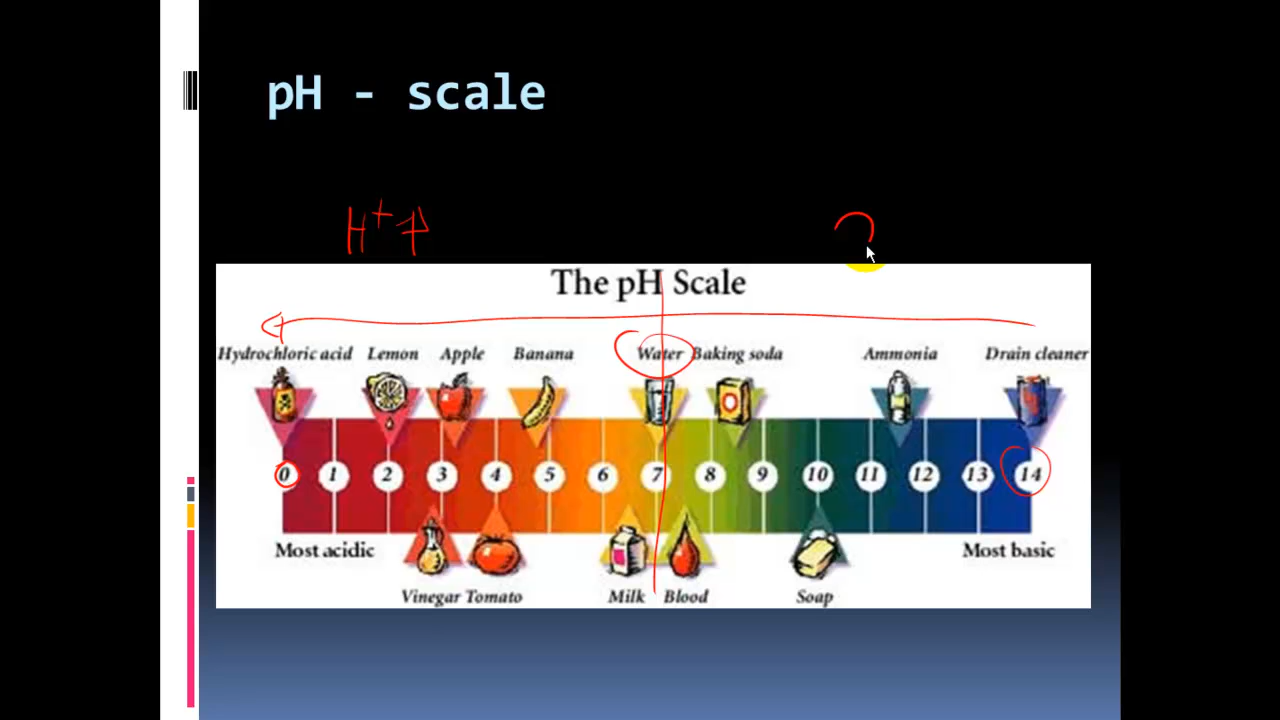 pH - scale
H⁺ ↑
The pH Scale
Hydrochloric acid Lemon Apple Banana Water Baking soda Ammonia Drain cleaner
0 1 2 3 4 5 6 7 8 9 10 11 12 13 14
Most acidic Most basic
Vinegar Tomato Milk Blood Soap